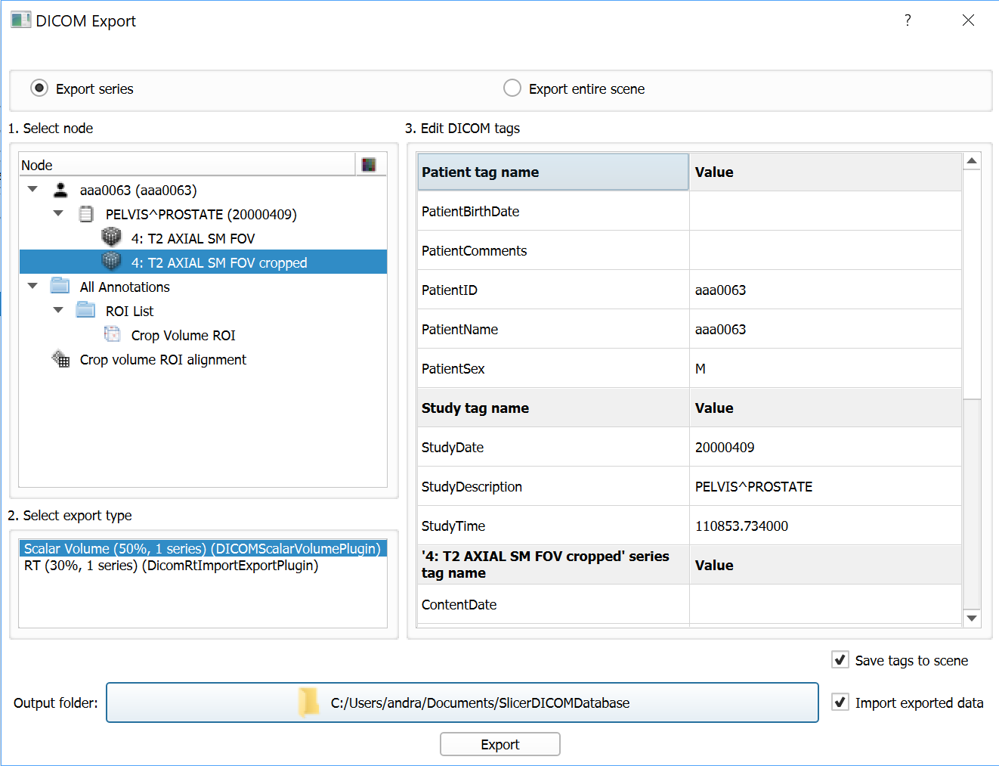 DICOM Export
?
Export series
Export entire scene
1. Select node
Node
aaa0063 (aaa0063)
PELVIS^PROSTATE (20000409)
4: T2 AXIAL SM FOV
4: T2 AXIAL SM FOV cropped
All Annotations
ROI List
Crop Volume ROI
Crop volume ROI alignment
2. Select export type
Scalar Volume (50%, 1 series) (DICOMScalarVolumePlugin)
RT (30%, 1 series) (DicomRtImportExportPlugin)
3. Edit DICOM tags
Patient tag name Value
PatientBirthDate
PatientComments
PatientID aaa0063
PatientName aaa0063
PatientSex M
Study tag name Value
StudyDate 20000409
StudyDescription PELVIS^PROSTATE
StudyTime 110853.734000
'4: T2 AXIAL SM FOV cropped' series
tag name Value
ContentDate
Save tags to scene
Output folder: C:/Users/andra/Documents/SlicerDICOMDatabase
Import exported data
Export